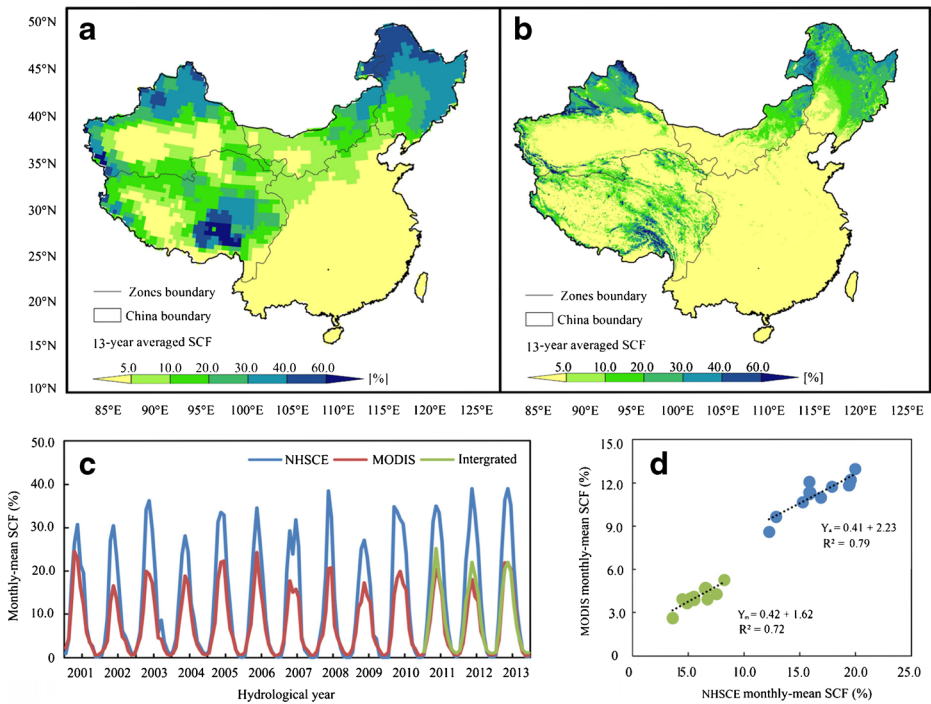 a
b
50°N
45°N
40°N
35°N
30°N
25°N
20°N
15°N
10°N
Zones boundary
China boundary
13-year averaged SCF
5.0 10.0 20.0 30.0 40.0 60.0 [%]
Zones boundary
China boundary
13-year averaged SCF
5.0 10.0 20.0 30.0 40.0 60.0 [%]
85°E 90°E 95°E 100°E 105°E 110°E 115°E 120°E 125°E
85°E 90°E 95°E 100°E 105°E 110°E 115°E 120°E 125°E
c
NHSCE MODIS Intergrated
Monthly-mean SCF (%)
50.0
40.0
30.0
20.0
10.0
0
2001 2002 2003 2004 2005 2006 2007 2008 2009 2010 2011 2012 2013
Hydrological year
d
MODIS monthly-mean SCF (%)
15.0
12.0
9.0
6.0
3.0
0
Yₐ = 0.41 + 2.23
R² = 0.79
Yₘ = 0.42 + 1.62
R² = 0.72
0 5.0 10.0 15.0 20.0 25.0
NHSCE monthly-mean SCF (%)